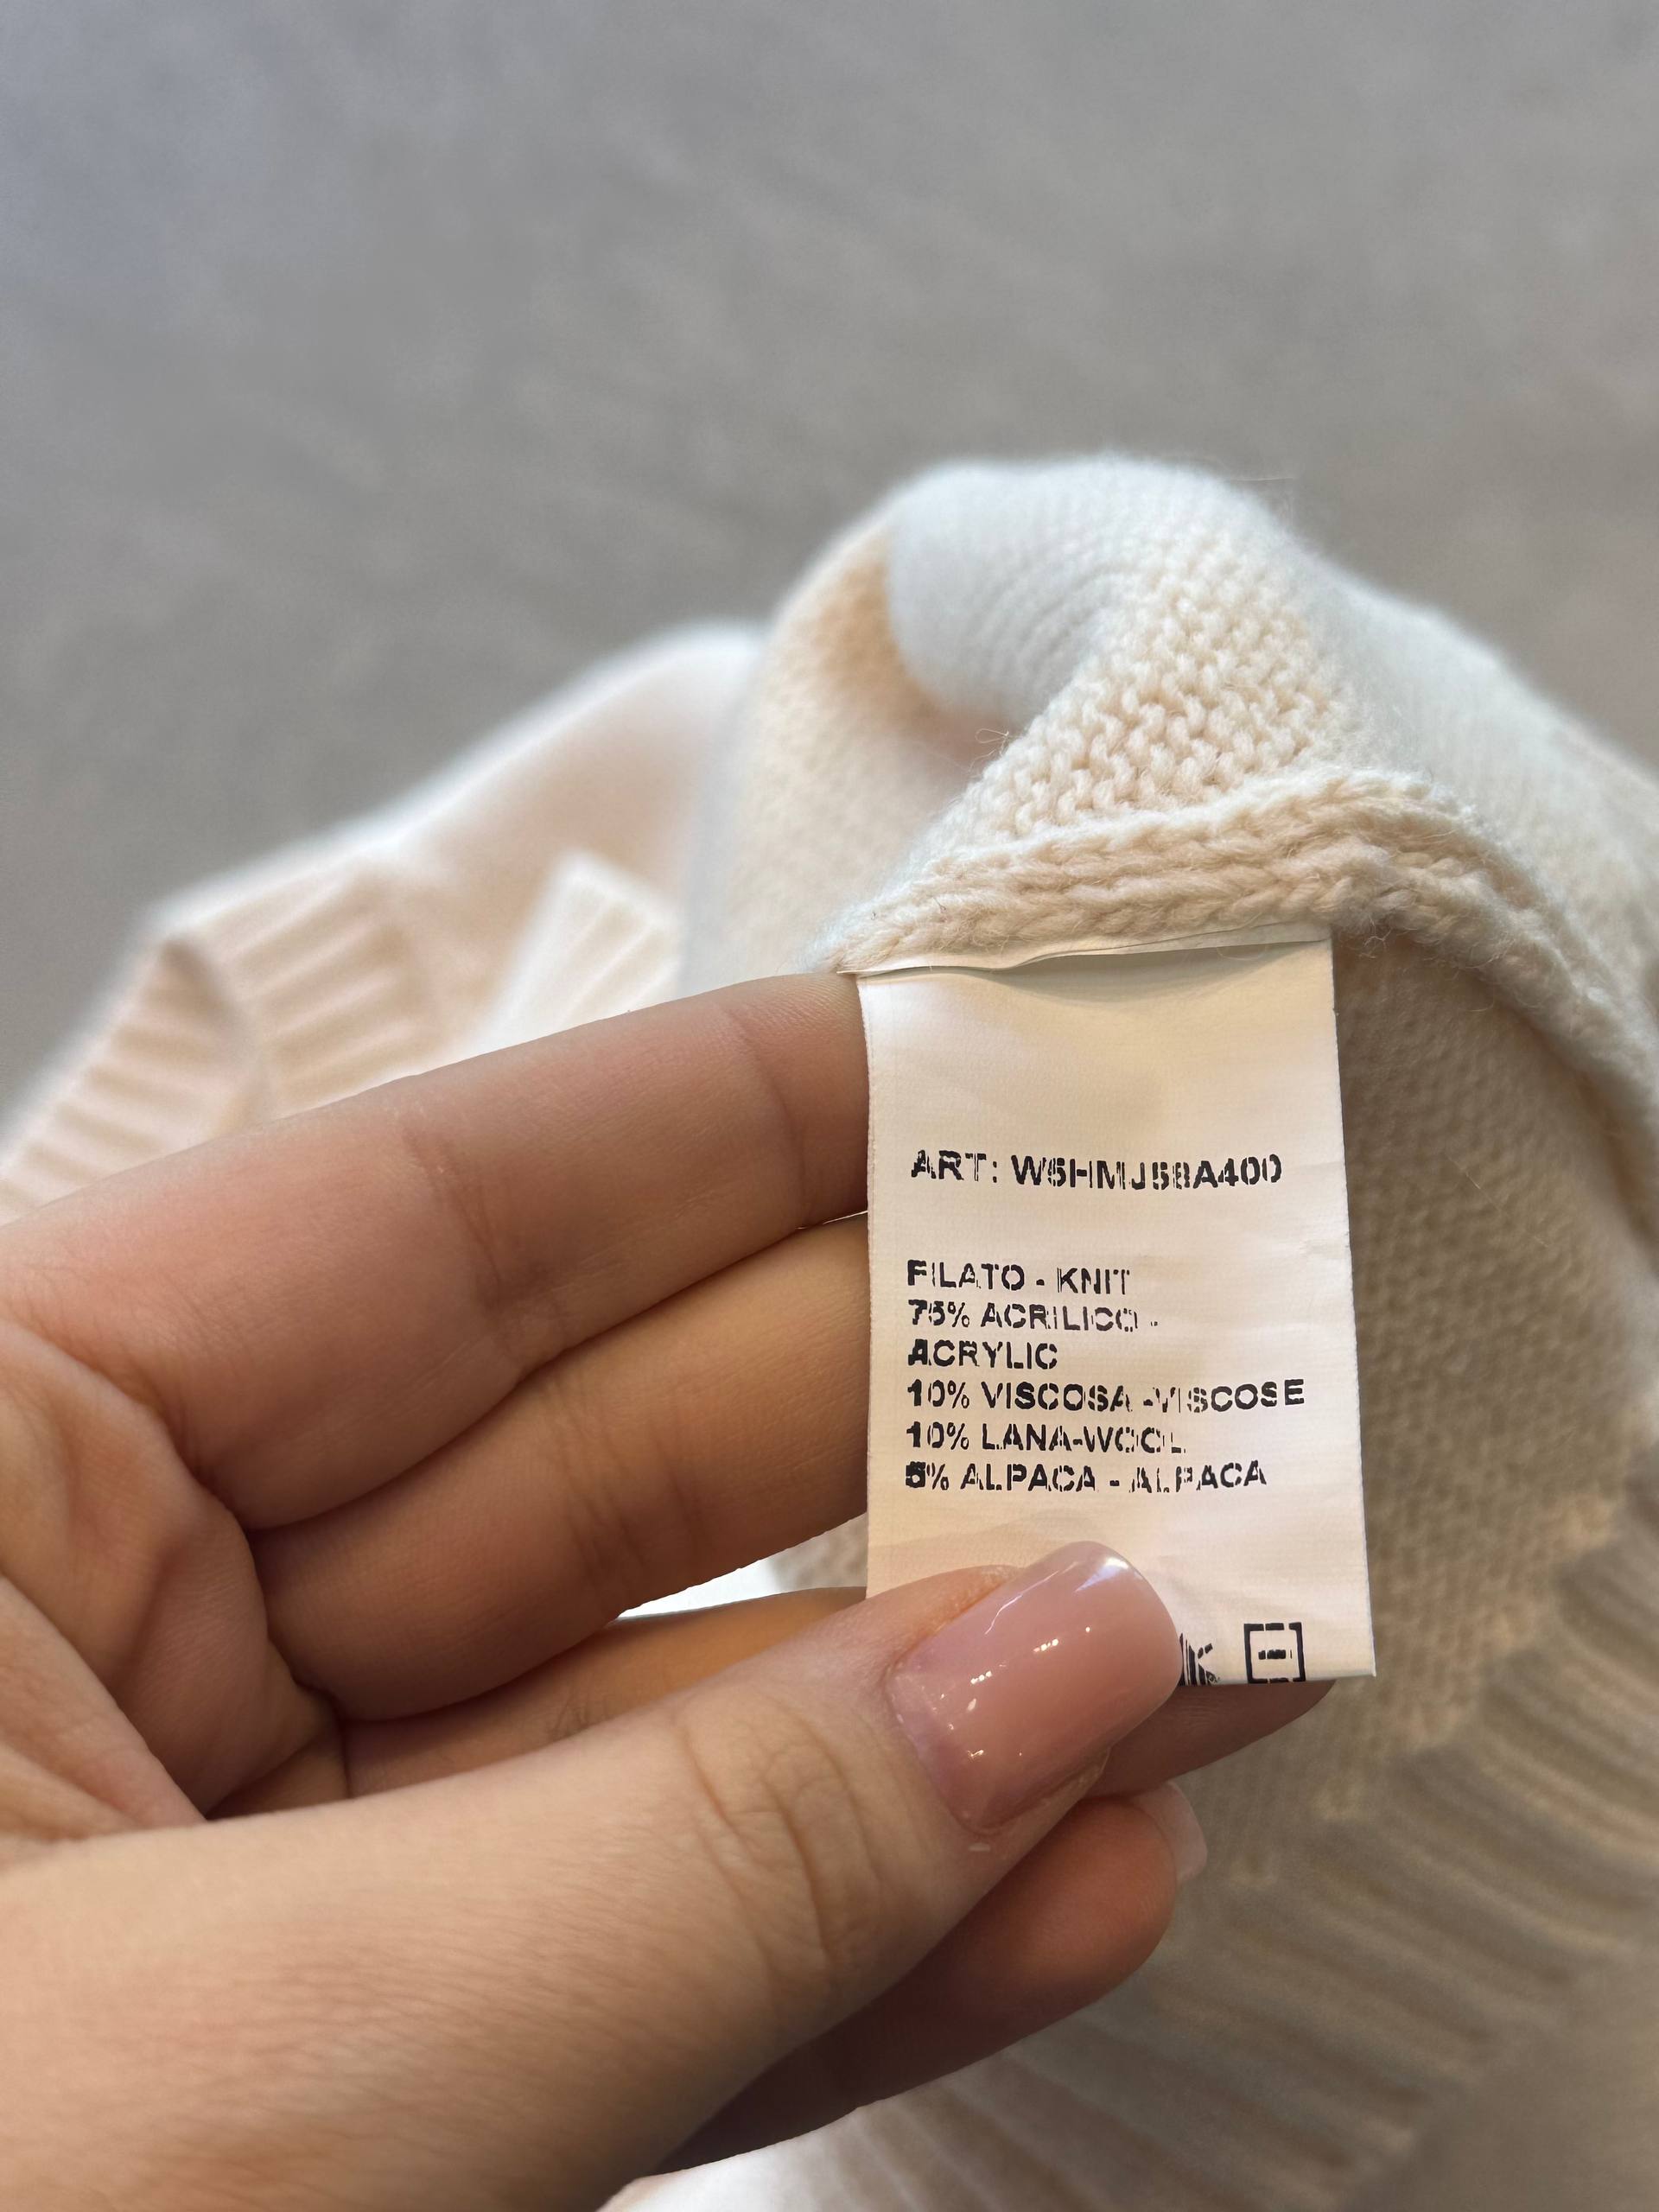 ART: W5HMJ58A400
FILATO - KNIT
75% ACRILICO -
ACRYLIC
10% VISCOSA -VISCOSE
10% LANA-WOOL
5% ALPACA - ALPACA